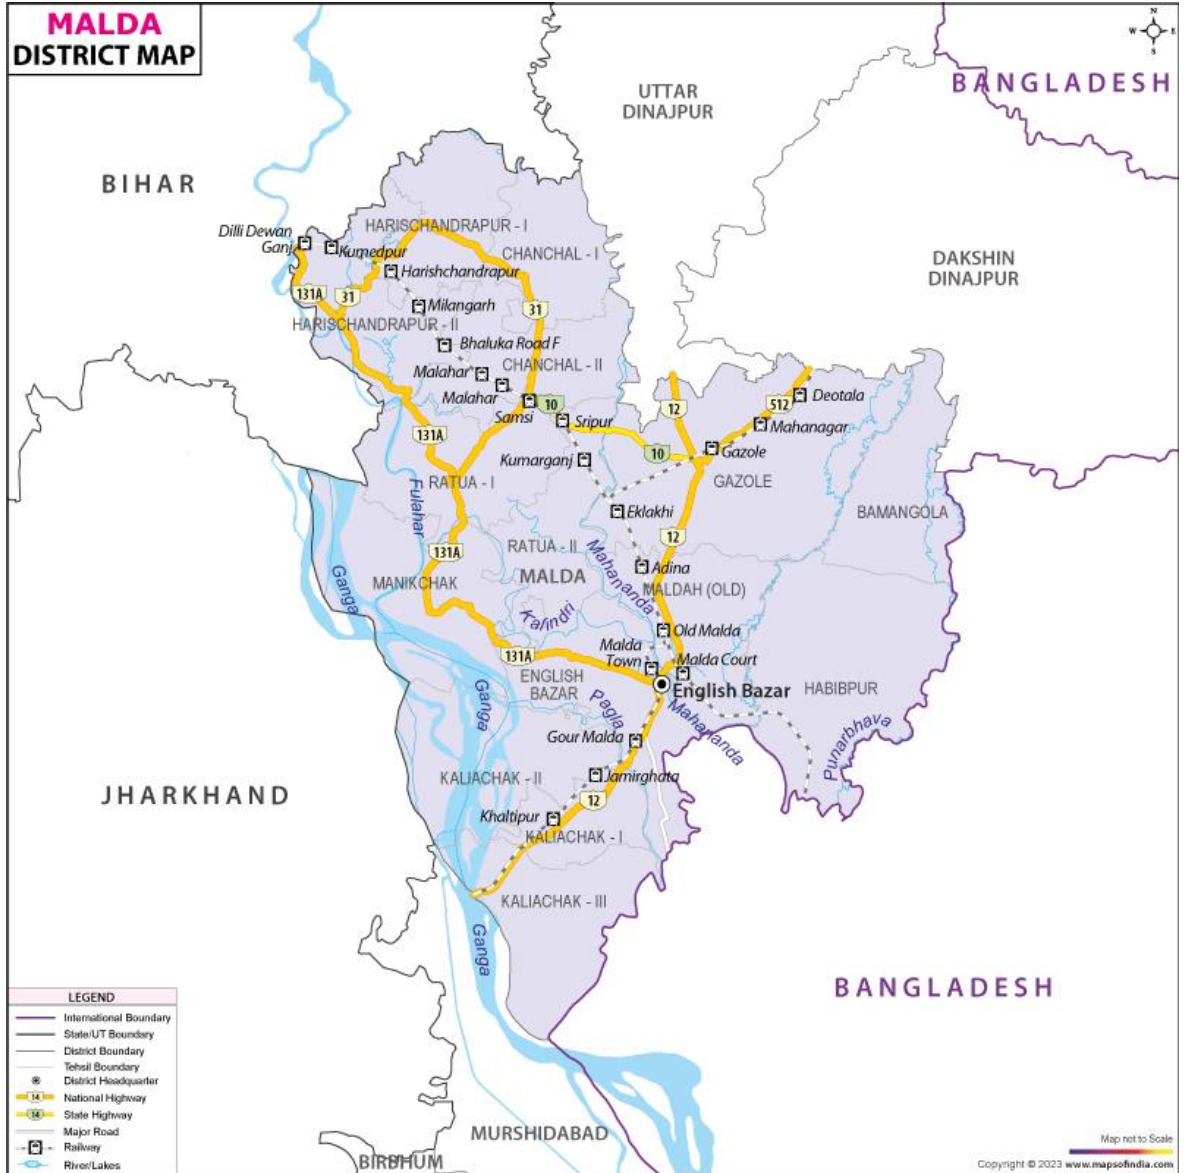 MALDA
DISTRICT MAP
N
W E
S
BANGLADESH
UTTAR
DINAJPUR
BIHAR
HARISCHANDRAPUR - I
Dilli Dewan
Ganj
Kumedpur
CHANCHAL - I
DAKSHIN
DINAJPUR
Harishchandrapur
131A
31
Milangarh
31
HARISCHANDRAPUR - II
Bhaluka Road F
CHANCHAL - II
Malahar
Malahar
Samsi
10
Sripur
12
512
Deotala
Mahanagar
131A
10
Gazole
Kumarganj
RATUA - I
GAZOLE
Fulahar
Eklakhi
BAMANGOLA
12
131A
RATUA - II
Mahananda
Adina
Ganga
MANIKCHAK
MALDA
MALDAH (OLD)
Kalindri
Old Malda
Malda
Town
131A
Malda Court
ENGLISH
BAZAR
English Bazar
HABIBPUR
Ganga
Pagla
Mahananda
Punarbhava
Gour Malda
KALIACHAK - II
Jamirghata
JHARKHAND
12
Khaltipur
KALIACHAK - I
KALIACHAK - III
Ganga
BANGLADESH
LEGEND
International Boundary
State/UT Boundary
District Boundary
Tehsil Boundary
District Headquarter
14 National Highway
14 State Highway
Major Road
Railway
River/Lakes
MURSHIDABAD
BIRBHUM
Map not to Scale
Copyright © 2023 www.mapsofindia.com